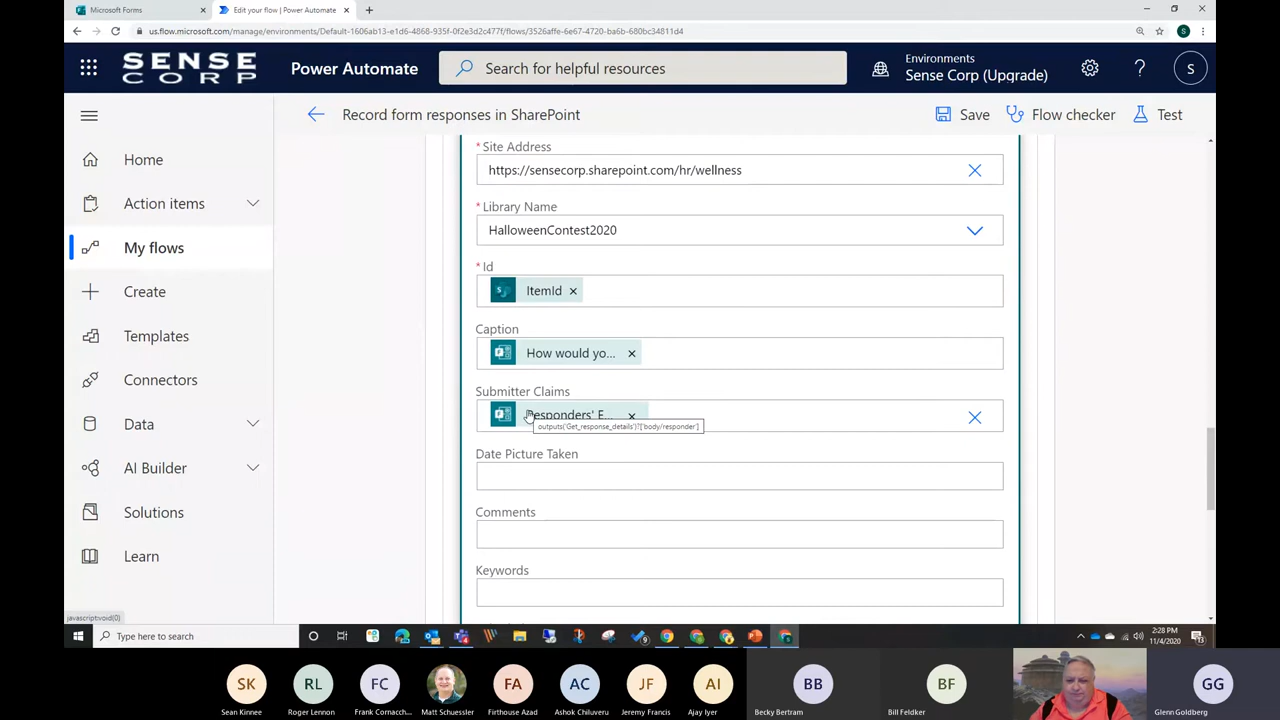 Microsoft Forms
Edit your flow | Power Automate
us.flow.microsoft.com/manage/environments/Default-1606ab13-e1d6-4868-935f-0f2e3d2c477f/flows/3526affe-6e67-4720-ba6b-680bc34811d4
SENSE
CORP
Power Automate
Search for helpful resources
Environments
Sense Corp (Upgrade)
?
S
Record form responses in SharePoint
Save
Flow checker
Test
Home
Action items
My flows
Create
Templates
Connectors
Data
AI Builder
Solutions
Learn
* Site Address
https://sensecorp.sharepoint.com/hr/wellness
* Library Name
HalloweenContest2020
* Id
ItemId
Caption
How would yo...
Submitter Claims
Responders' E...
outputs('Get_response_details')?['body/responder']
Date Picture Taken
Comments
Keywords
javascript:void(0)
Type here to search
2:28 PM
11/4/2020
SK
RL
FC
FA
AC
JF
AI
BB
BF
GG
Sean Kinnee
Roger Lennon
Frank Cornacch...
Matt Schuessler
Firthouse Azad
Ashok Chiluveru
Jeremy Francis
Ajay Iyer
Becky Bertram
Bill Feldker
Glenn Goldberg